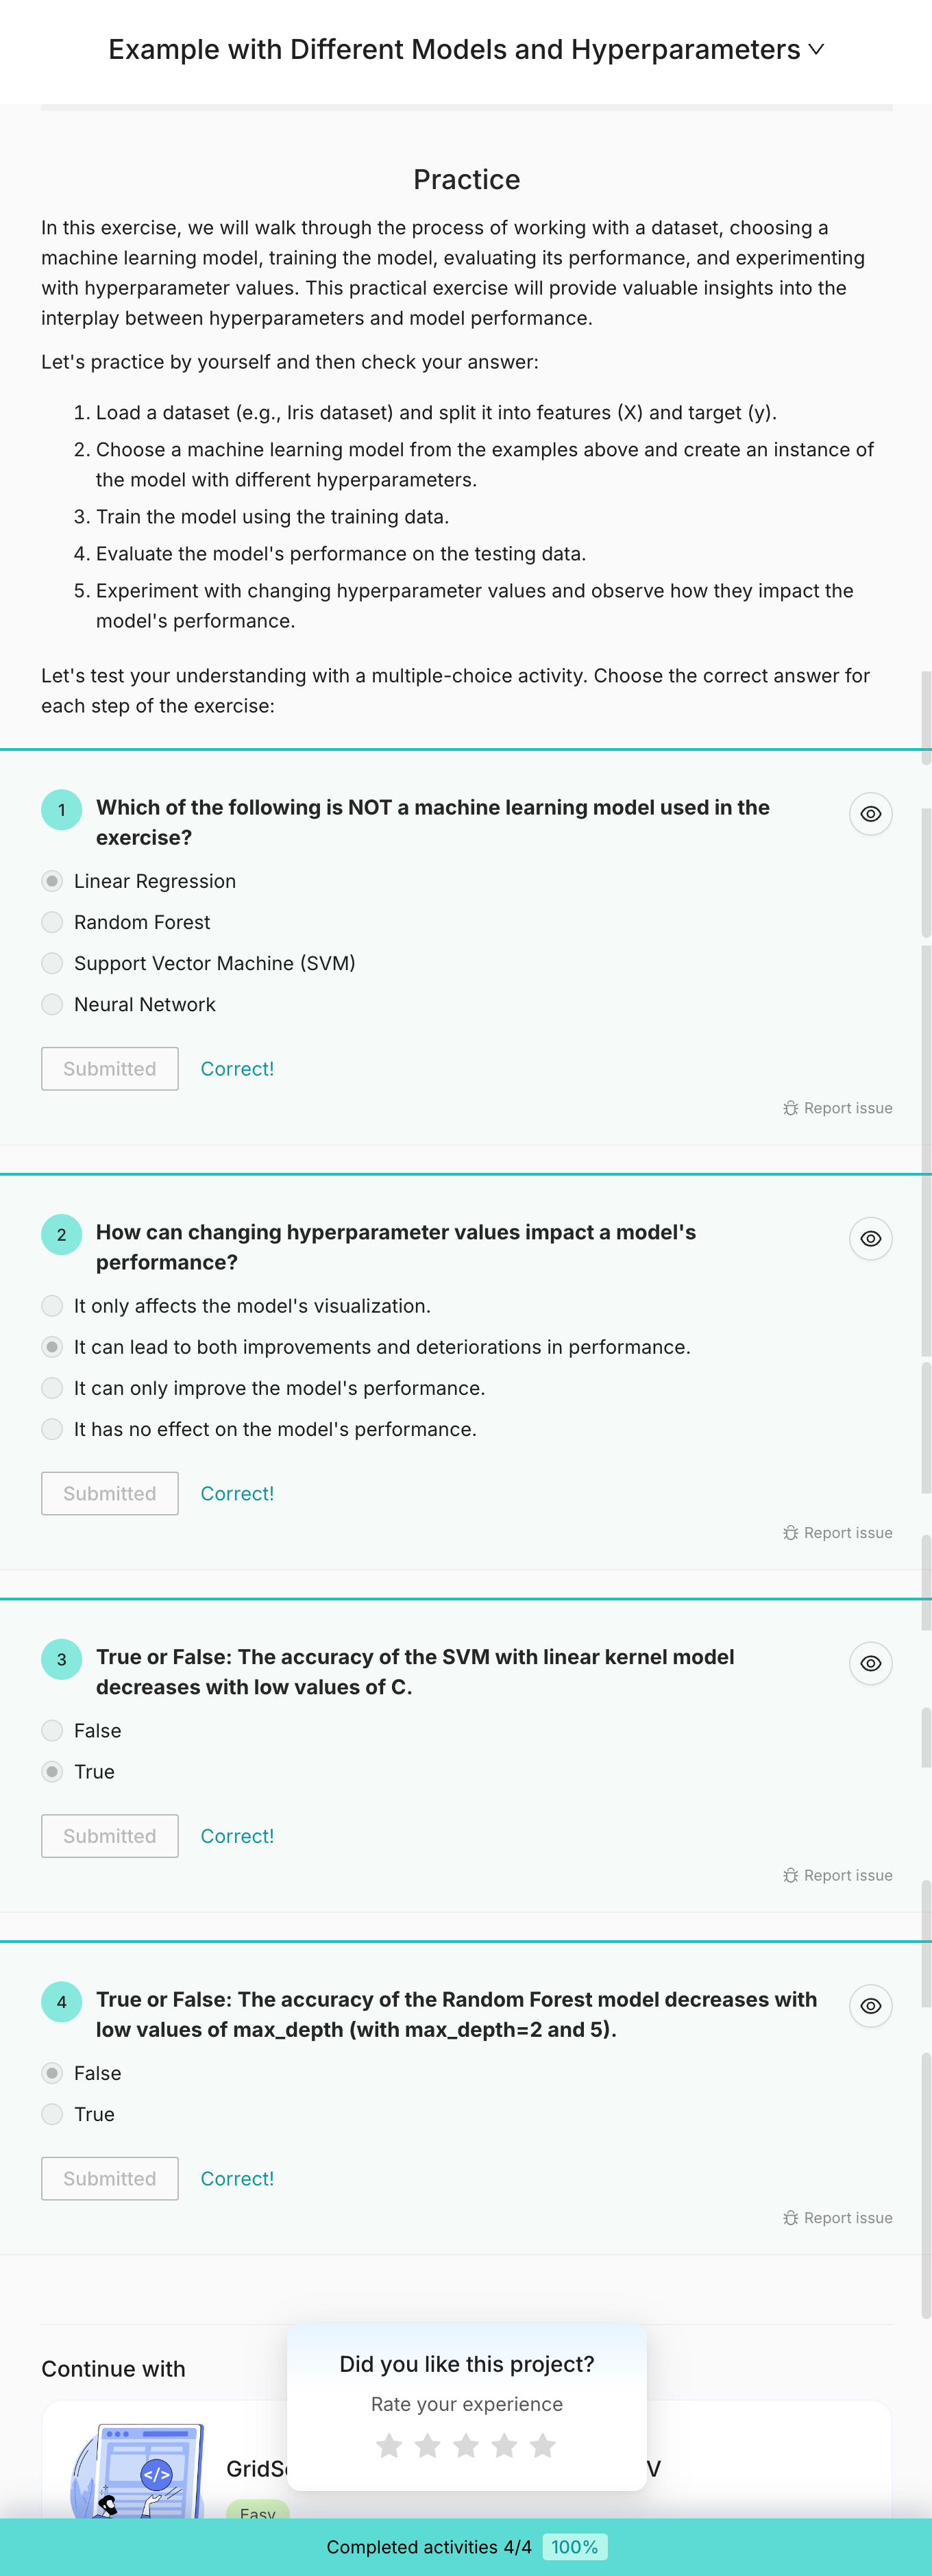 Example with Different Models and Hyperparameters
Practice
In this exercise, we will walk through the process of working with a dataset, choosing a
machine learning model, training the model, evaluating its performance, and experimenting
with hyperparameter values. This practical exercise will provide valuable insights into the
interplay between hyperparameters and model performance.
Let's practice by yourself and then check your answer:
1. Load a dataset (e.g., Iris dataset) and split it into features (X) and target (y).
2. Choose a machine learning model from the examples above and create an instance of
the model with different hyperparameters.
3. Train the model using the training data.
4. Evaluate the model's performance on the testing data.
5. Experiment with changing hyperparameter values and observe how they impact the
model's performance.
Let's test your understanding with a multiple-choice activity. Choose the correct answer for
each step of the exercise:
1 Which of the following is NOT a machine learning model used in the
exercise?
Linear Regression
Random Forest
Support Vector Machine (SVM)
Neural Network
Submitted Correct!
Report issue
2 How can changing hyperparameter values impact a model's
performance?
It only affects the model's visualization.
It can lead to both improvements and deteriorations in performance.
It can only improve the model's performance.
It has no effect on the model's performance.
Submitted Correct!
Report issue
3 True or False: The accuracy of the SVM with linear kernel model
decreases with low values of C.
False
True
Submitted Correct!
Report issue
4 True or False: The accuracy of the Random Forest model decreases with
low values of max_depth (with max_depth=2 and 5).
False
True
Submitted Correct!
Report issue
Continue with
Did you like this project?
Rate your experience
</>
Easy
Completed activities 4/4 100%